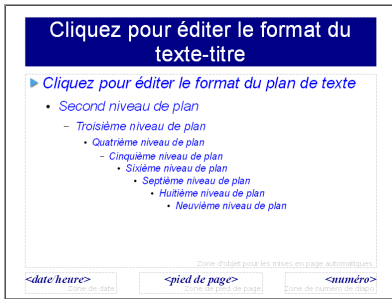 Cliquez pour éditer le format du
texte-titre
Cliquez pour éditer le format du plan de texte
• Second niveau de plan
– Troisième niveau de plan
• Quatrième niveau de plan
– Cinquième niveau de plan
• Sixième niveau de plan
• Septième niveau de plan
• Huitième niveau de plan
• Neuvième niveau de plan
Zone d'objet pour les mises en page automatiques
<date/heure> <pied de page> <numéro>
Zone de date Zone de pied de page Zone de numéro de diapo